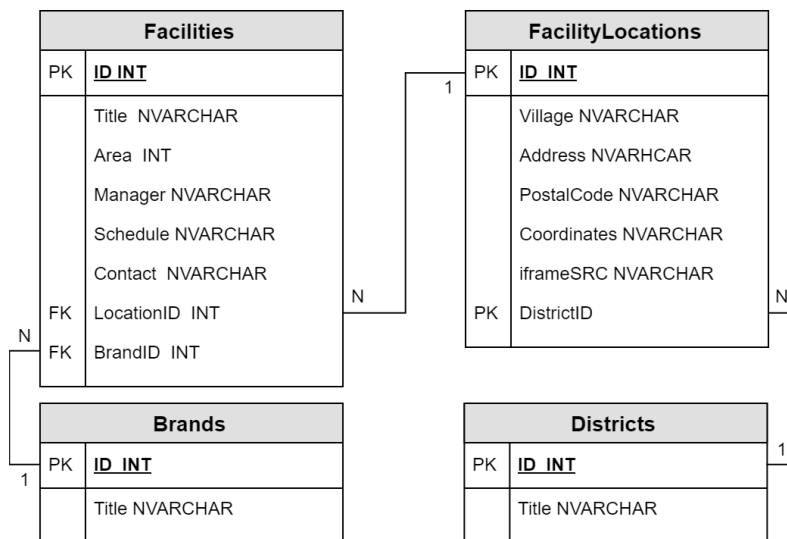 Facilities
PK ID INT
Title NVARCHAR
Area INT
Manager NVARCHAR
Schedule NVARCHAR
Contact NVARCHAR
FK LocationID INT
FK BrandID INT
N
1
N
FacilityLocations
PK ID INT
Village NVARCHAR
Address NVARHCAR
PostalCode NVARCHAR
Coordinates NVARCHAR
iframeSRC NVARCHAR
PK DistrictID
N
Brands
PK ID INT
Title NVARCHAR
1
Districts
PK ID INT
Title NVARCHAR
1